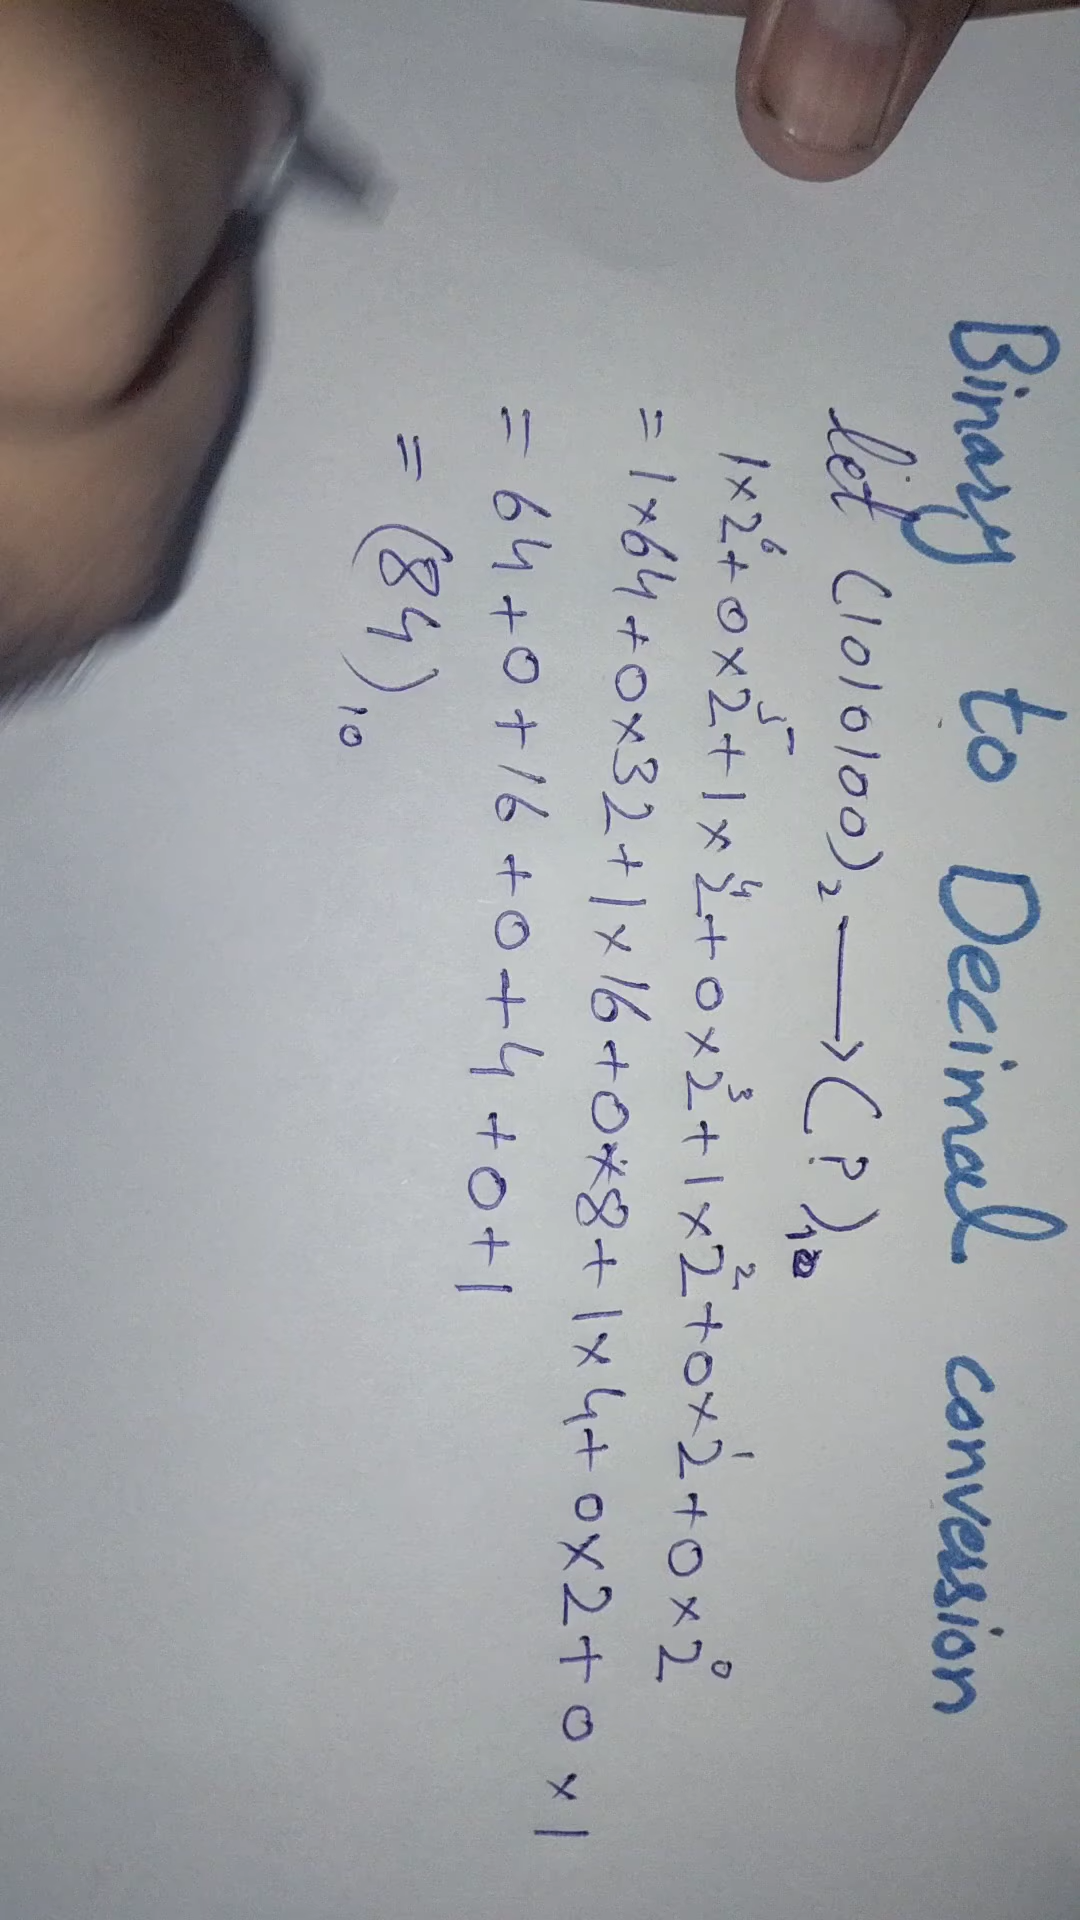 Binary to Decimal conversion
let (1010100)₂ → (?)₁₀
1×2⁶+0×2⁵+1×2⁴+0×2³+1×2²+0×2¹+0×2⁰
=1×64+0×32+1×16+0×8+1×4+0×2+0×1
=64+0+16+0+4+0+1
=(84)₁₀